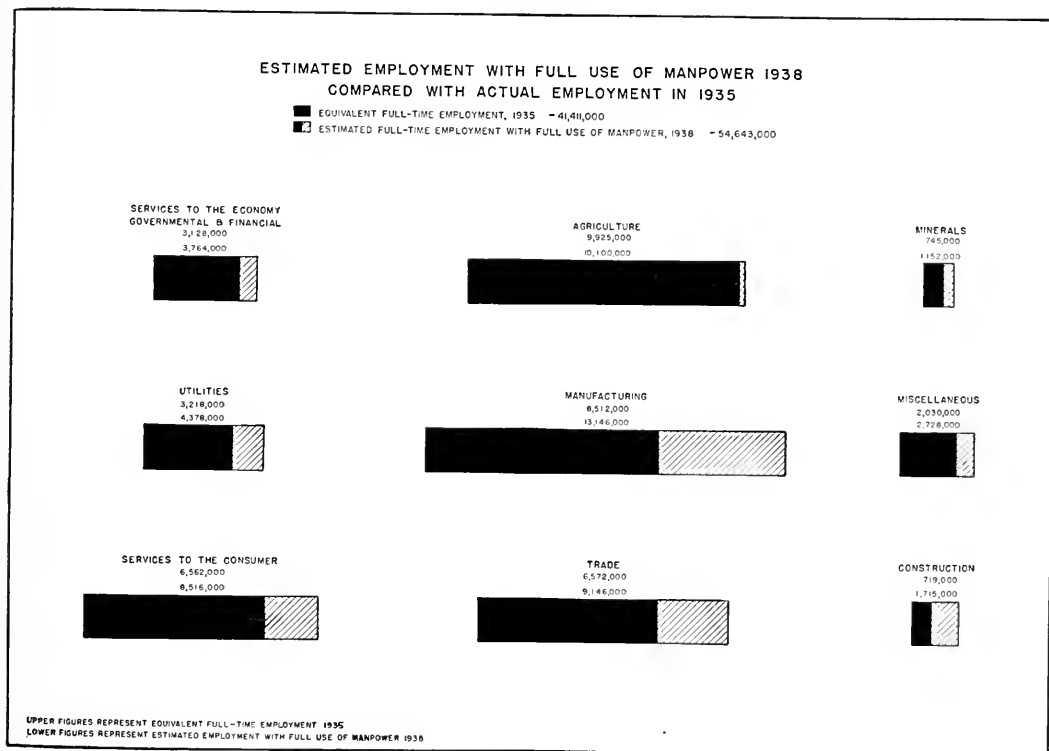 ESTIMATED EMPLOYMENT WITH FULL USE OF MANPOWER 1938
COMPARED WITH ACTUAL EMPLOYMENT IN 1935
EQUIVALENT FULL-TIME EMPLOYMENT, 1935 - 41,411,000
ESTIMATED FULL-TIME EMPLOYMENT WITH FULL USE OF MANPOWER, 1938 - 54,643,000
SERVICES TO THE ECONOMY
GOVERNMENTAL & FINANCIAL
3,128,000
3,764,000
AGRICULTURE
9,925,000
10,100,000
MINERALS
745,000
1,152,000
UTILITIES
3,218,000
4,378,000
MANUFACTURING
8,512,000
13,146,000
MISCELLANEOUS
2,030,000
2,728,000
SERVICES TO THE CONSUMER
6,562,000
8,516,000
TRADE
6,572,000
9,146,000
CONSTRUCTION
719,000
1,715,000
UPPER FIGURES REPRESENT EQUIVALENT FULL-TIME EMPLOYMENT 1935
LOWER FIGURES REPRESENT ESTIMATED EMPLOYMENT WITH FULL USE OF MANPOWER 1938